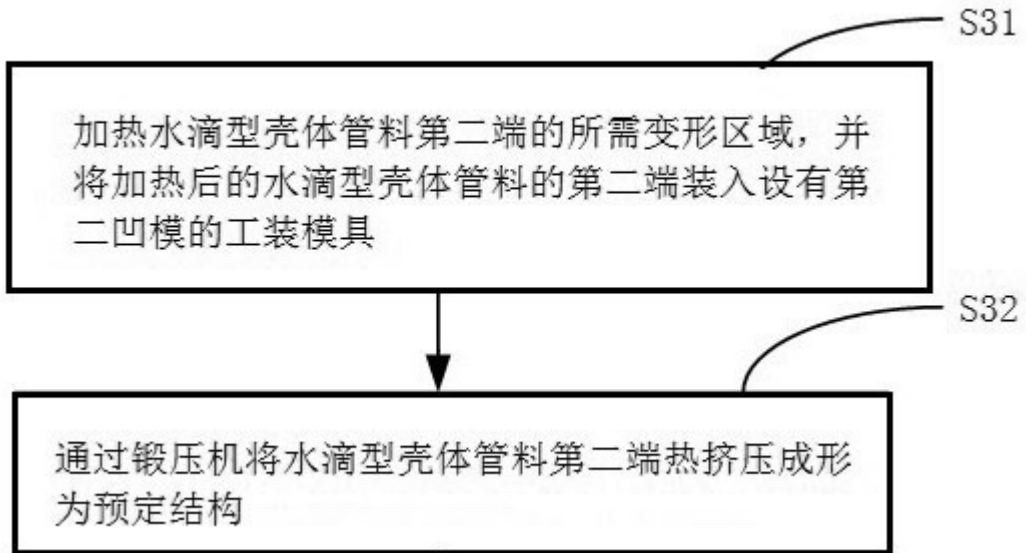 S31
加热水滴型壳体管料第二端的所需变形区域，并
将加热后的水滴型壳体管料的第二端装入设有第
二凹模的工装模具
S32
通过锻压机将水滴型壳体管料第二端热挤压成形
为预定结构